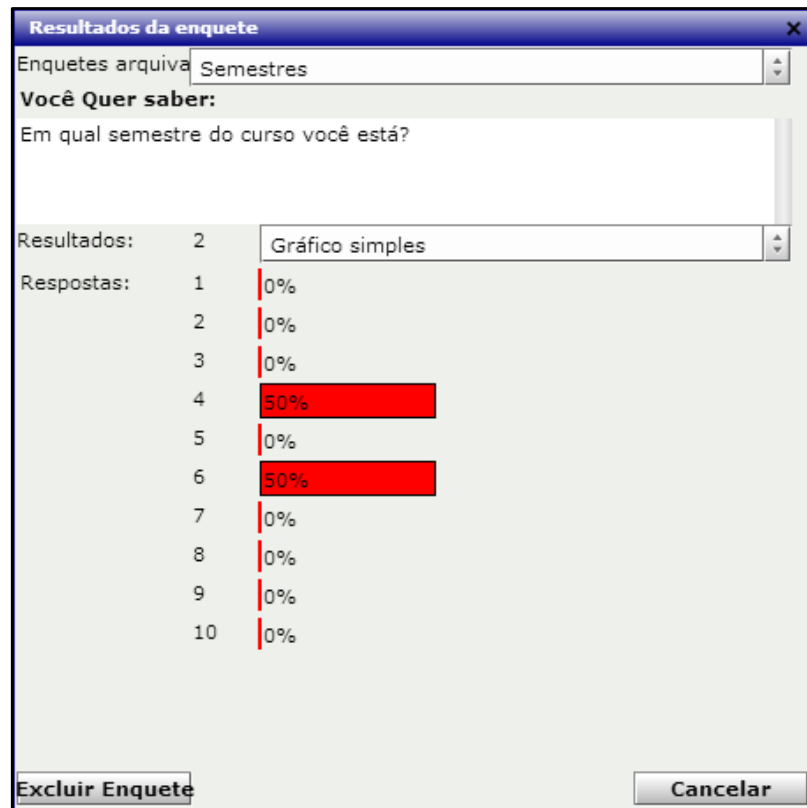 Resultados da enquete x
Enquetes arquiva Semestres
Você Quer saber:
Em qual semestre do curso você está?
Resultados: 2 Gráfico simples
Respostas: 1 0%
2 0%
3 0%
4 50%
5 0%
6 50%
7 0%
8 0%
9 0%
10 0%
Excluir Enquete Cancelar